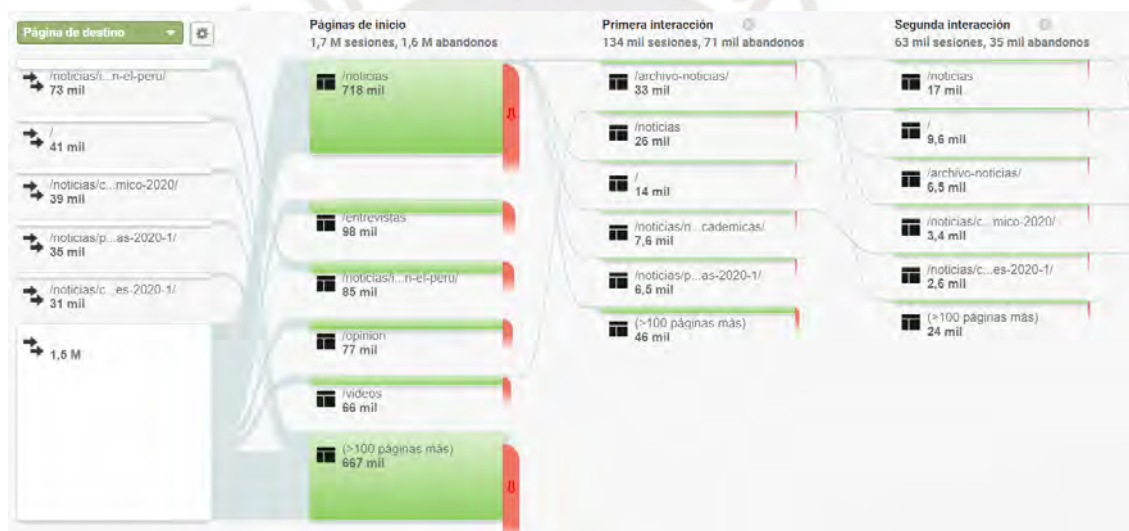 Página de destino
/noticias/i...n-el-peru/
73 mil
/
41 mil
/noticias/c...mico-2020/
39 mil
/noticias/p...as-2020-1/
35 mil
/noticias/c...es-2020-1/
31 mil
1,5 M
Páginas de inicio
1,7 M sesiones, 1,6 M abandonos
/noticias
718 mil
/entrevistas
98 mil
/noticias/i...n-el-peru/
85 mil
/opinion
77 mil
/videos
66 mil
(>100 páginas más)
667 mil
Primera interacción
134 mil sesiones, 71 mil abandonos
/archivo-noticias/
33 mil
/noticias
26 mil
/
14 mil
/noticias/n...cademicas/
7,6 mil
/noticias/p...as-2020-1/
6,5 mil
(>100 páginas más)
46 mil
Segunda interacción
63 mil sesiones, 35 mil abandonos
/noticias
17 mil
/
9,6 mil
/archivo-noticias/
6,5 mil
/noticias/c...mico-2020/
3,4 mil
/noticias/c...es-2020-1/
2,6 mil
(>100 páginas más)
24 mil